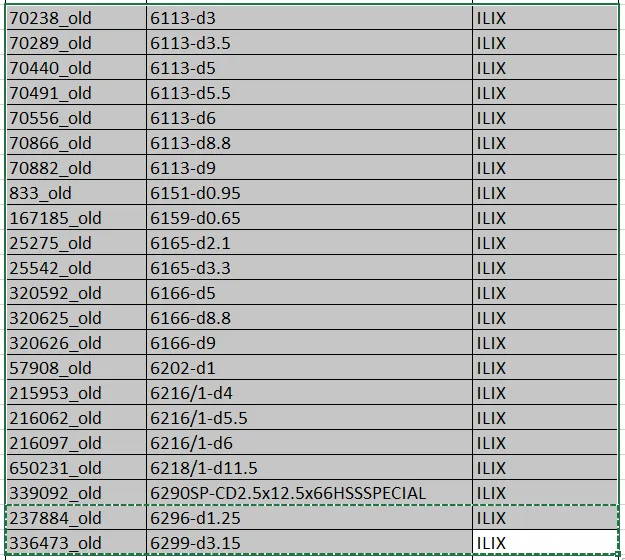 70238_old 6113-d3 ILIX
70289_old 6113-d3.5 ILIX
70440_old 6113-d5 ILIX
70491_old 6113-d5.5 ILIX
70556_old 6113-d6 ILIX
70866_old 6113-d8.8 ILIX
70882_old 6113-d9 ILIX
833_old 6151-d0.95 ILIX
167185_old 6159-d0.65 ILIX
25275_old 6165-d2.1 ILIX
25542_old 6165-d3.3 ILIX
320592_old 6166-d5 ILIX
320625_old 6166-d8.8 ILIX
320626_old 6166-d9 ILIX
57908_old 6202-d1 ILIX
215953_old 6216/1-d4 ILIX
216062_old 6216/1-d5.5 ILIX
216097_old 6216/1-d6 ILIX
650231_old 6218/1-d11.5 ILIX
339092_old 6290SP-CD2.5x12.5x66HSSSPECIAL ILIX
237884_old 6296-d1.25 ILIX
336473_old 6299-d3.15 ILIX